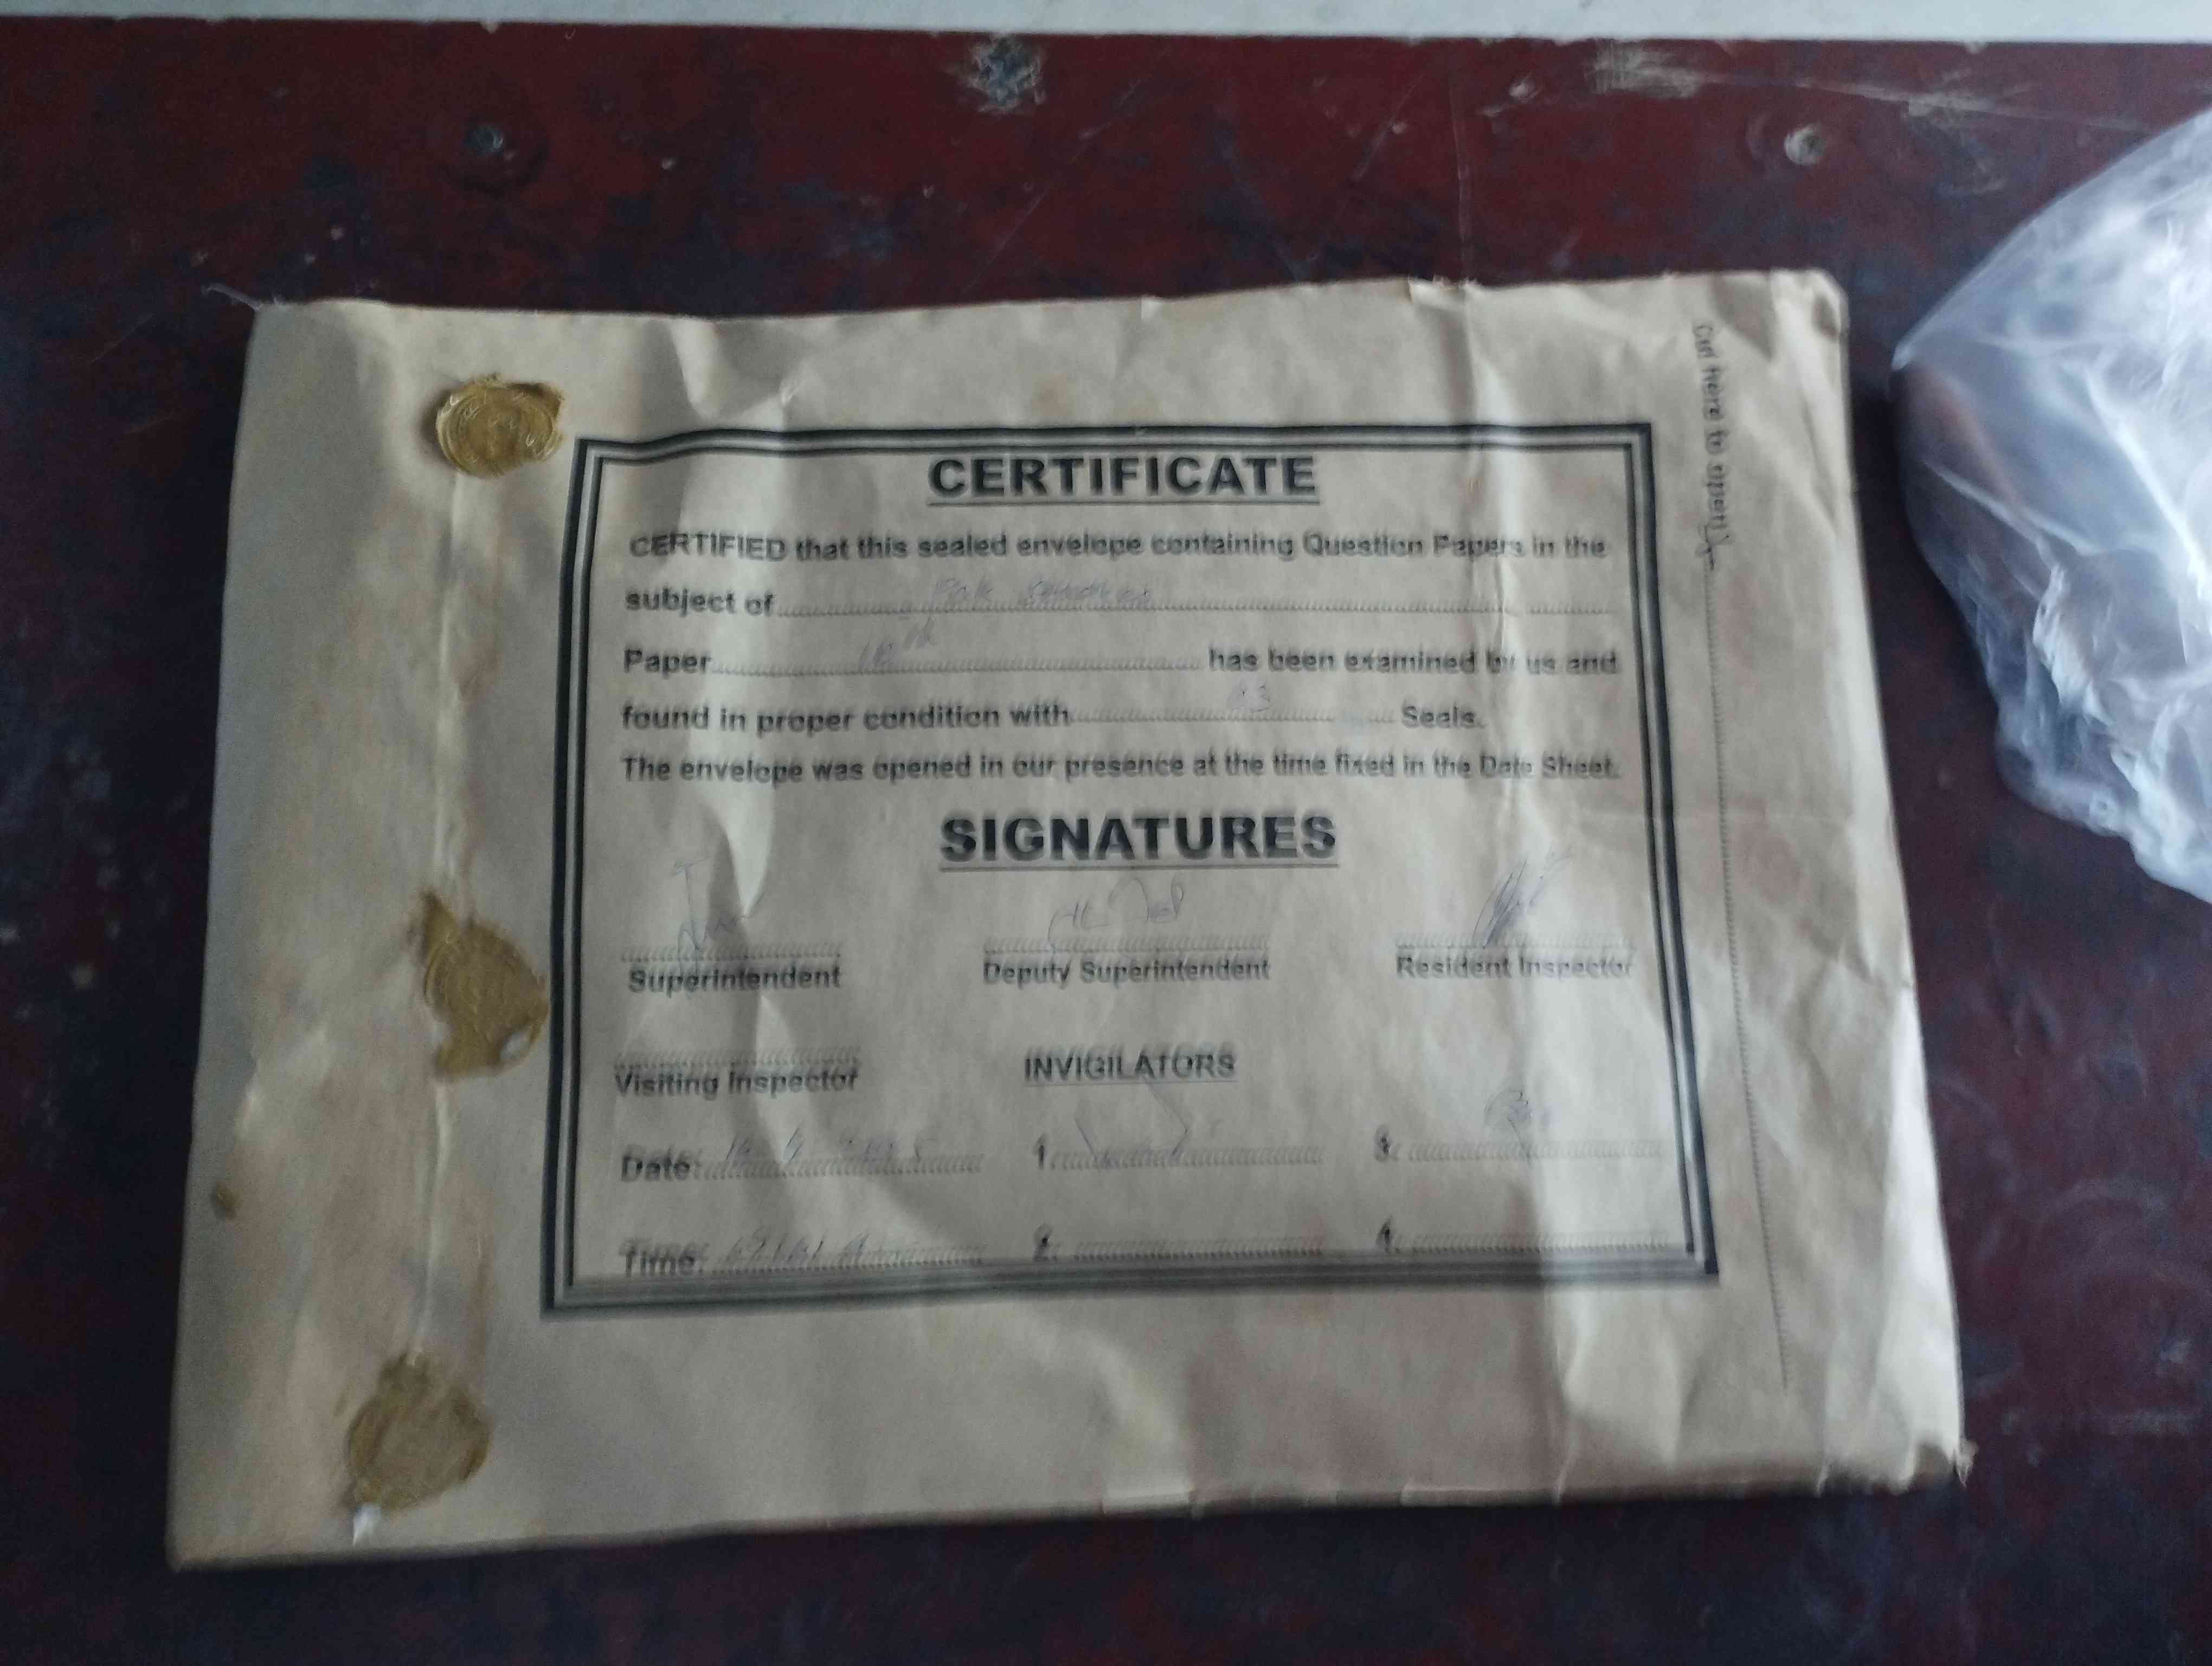 CERTIFICATE
CERTIFIED that this sealed envelope containing Question Papers in the
subject of Pak Studies
Paper has been examined by us and
found in proper condition with 03 Seals.
The envelope was opened in our presence at the time fixed in the Date Sheet.
SIGNATURES
Superintendent Deputy Superintendent Resident Inspector
Visiting Inspector INVIGILATORS
Date: 1. 3.
Time: 2. 4.
Cut here to open